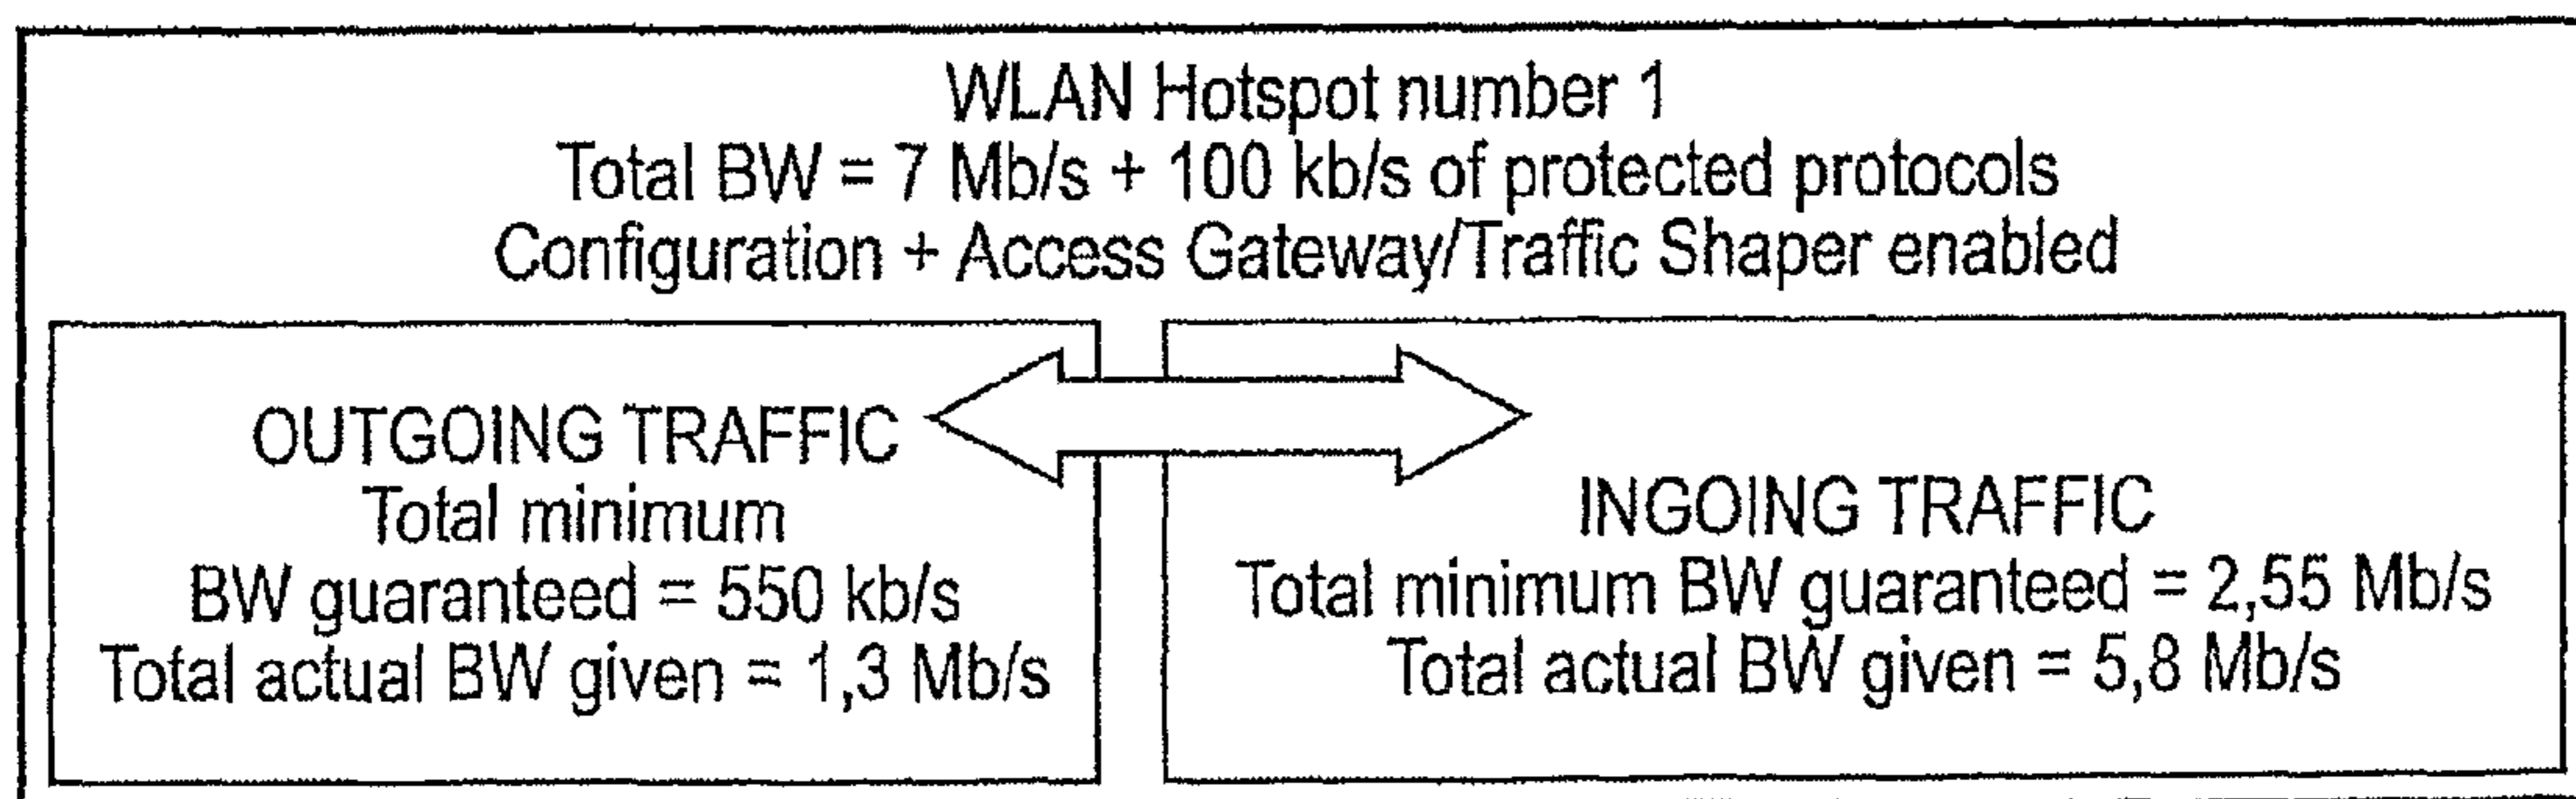 WLAN Hotspot number 1
Total BW = 7 Mb/s + 100 kb/s of protected protocols
Configuration + Access Gateway/Traffic Shaper enabled
OUTGOING TRAFFIC
Total minimum
BW guaranteed = 550 kb/s
Total actual BW given = 1,3 Mb/s
INGOING TRAFFIC
Total minimum BW guaranteed = 2,55 Mb/s
Total actual BW given = 5,8 Mb/s